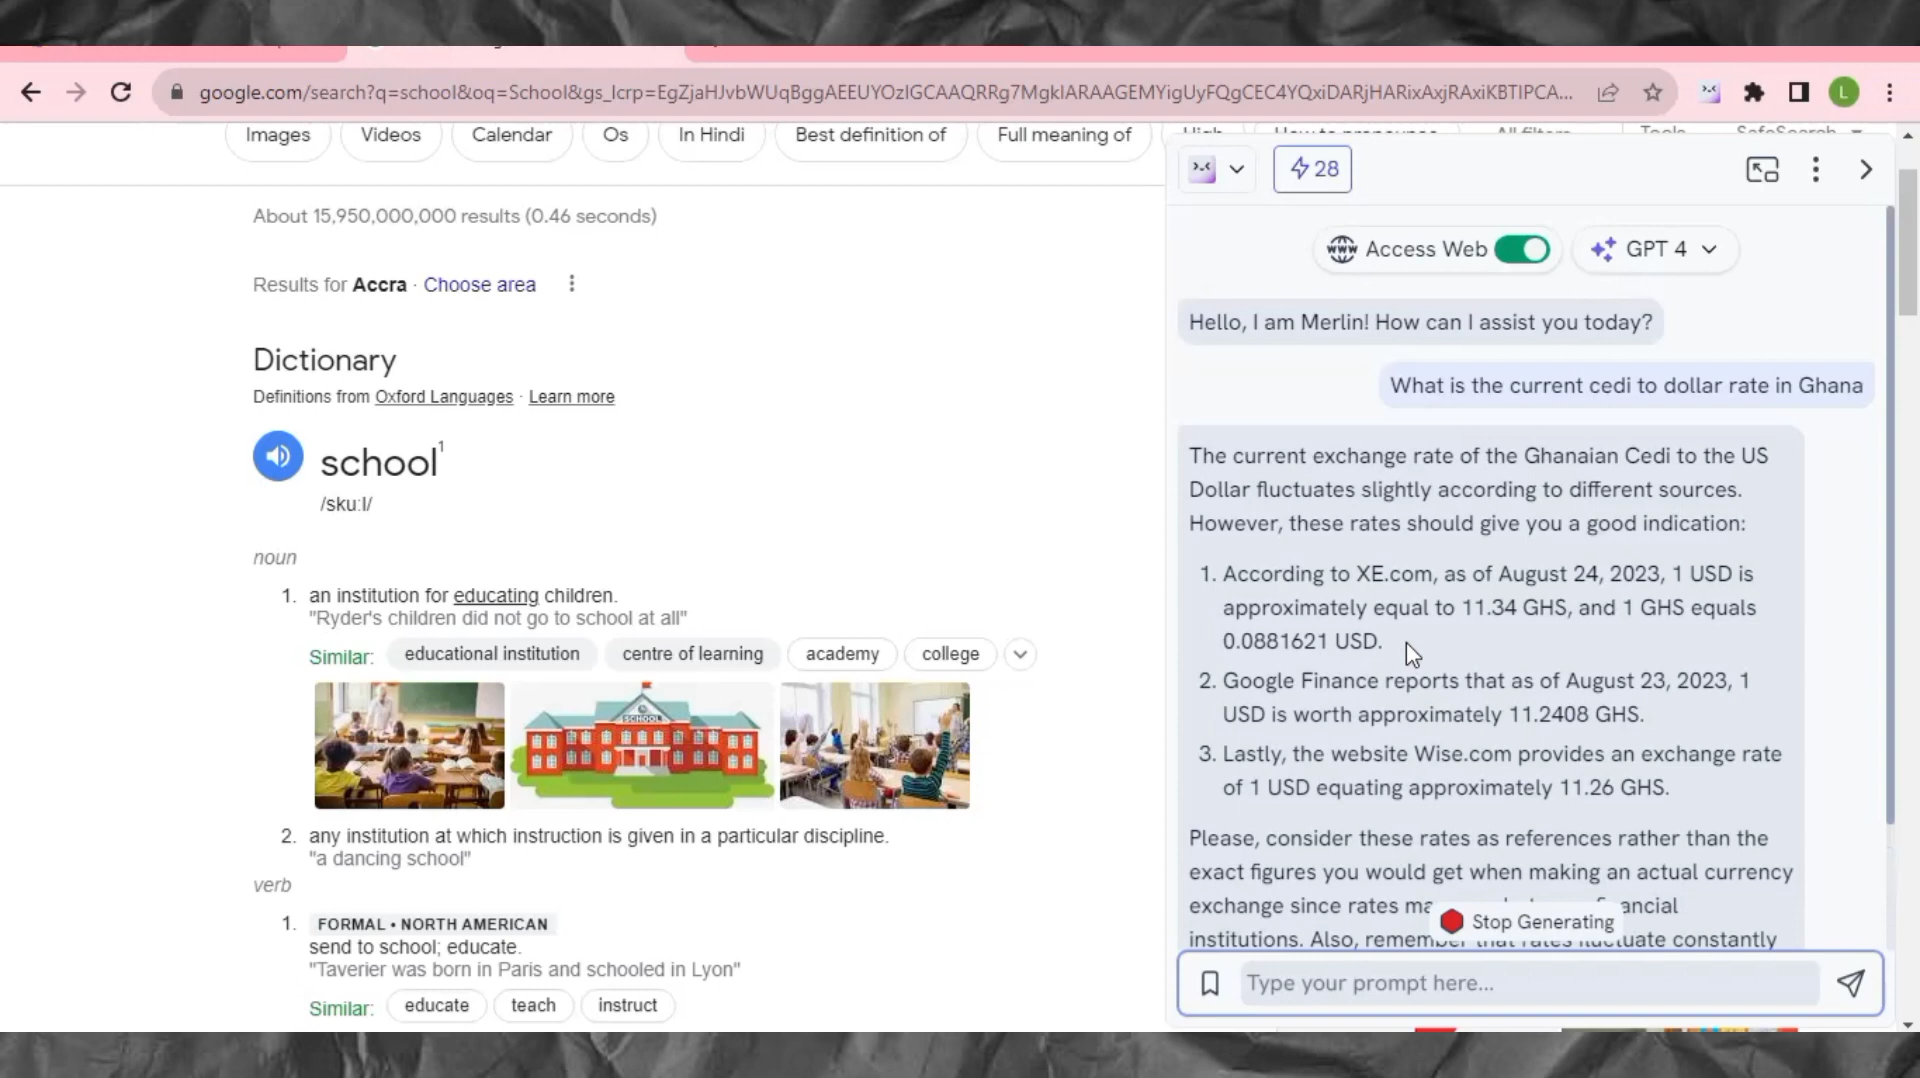 google.com/search?q=school&oq=School&gs_lcrp=EgZjaHJvbWUqBggAEEUYOzIGCAAQRRg7MgkIARAAGEMYigUyFQgCEC4YQxiDARjHARixAxjRAxiKBTIPCA...
L
Images Videos Calendar Os In Hindi Best definition of Full meaning of
About 15,950,000,000 results (0.46 seconds)
Results for Accra · Choose area
Dictionary
Definitions from Oxford Languages · Learn more
school1
/skuːl/
noun
1. an institution for educating children.
"Ryder's children did not go to school at all"
Similar: educational institution centre of learning academy college
SCHOOL
2. any institution at which instruction is given in a particular discipline.
"a dancing school"
verb
1. FORMAL • NORTH AMERICAN
send to school; educate.
"Taverier was born in Paris and schooled in Lyon"
Similar: educate teach instruct
28
www Access Web GPT 4
Hello, I am Merlin! How can I assist you today?
What is the current cedi to dollar rate in Ghana
The current exchange rate of the Ghanaian Cedi to the US
Dollar fluctuates slightly according to different sources.
However, these rates should give you a good indication:
1. According to XE.com, as of August 24, 2023, 1 USD is
approximately equal to 11.34 GHS, and 1 GHS equals
0.0881621 USD.
2. Google Finance reports that as of August 23, 2023, 1
USD is worth approximately 11.2408 GHS.
3. Lastly, the website Wise.com provides an exchange rate
of 1 USD equating approximately 11.26 GHS.
Please, consider these rates as references rather than the
exact figures you would get when making an actual currency
exchange since rates
institutions. Also, remember that rates fluctuate constantly
Stop Generating
Type your prompt here...